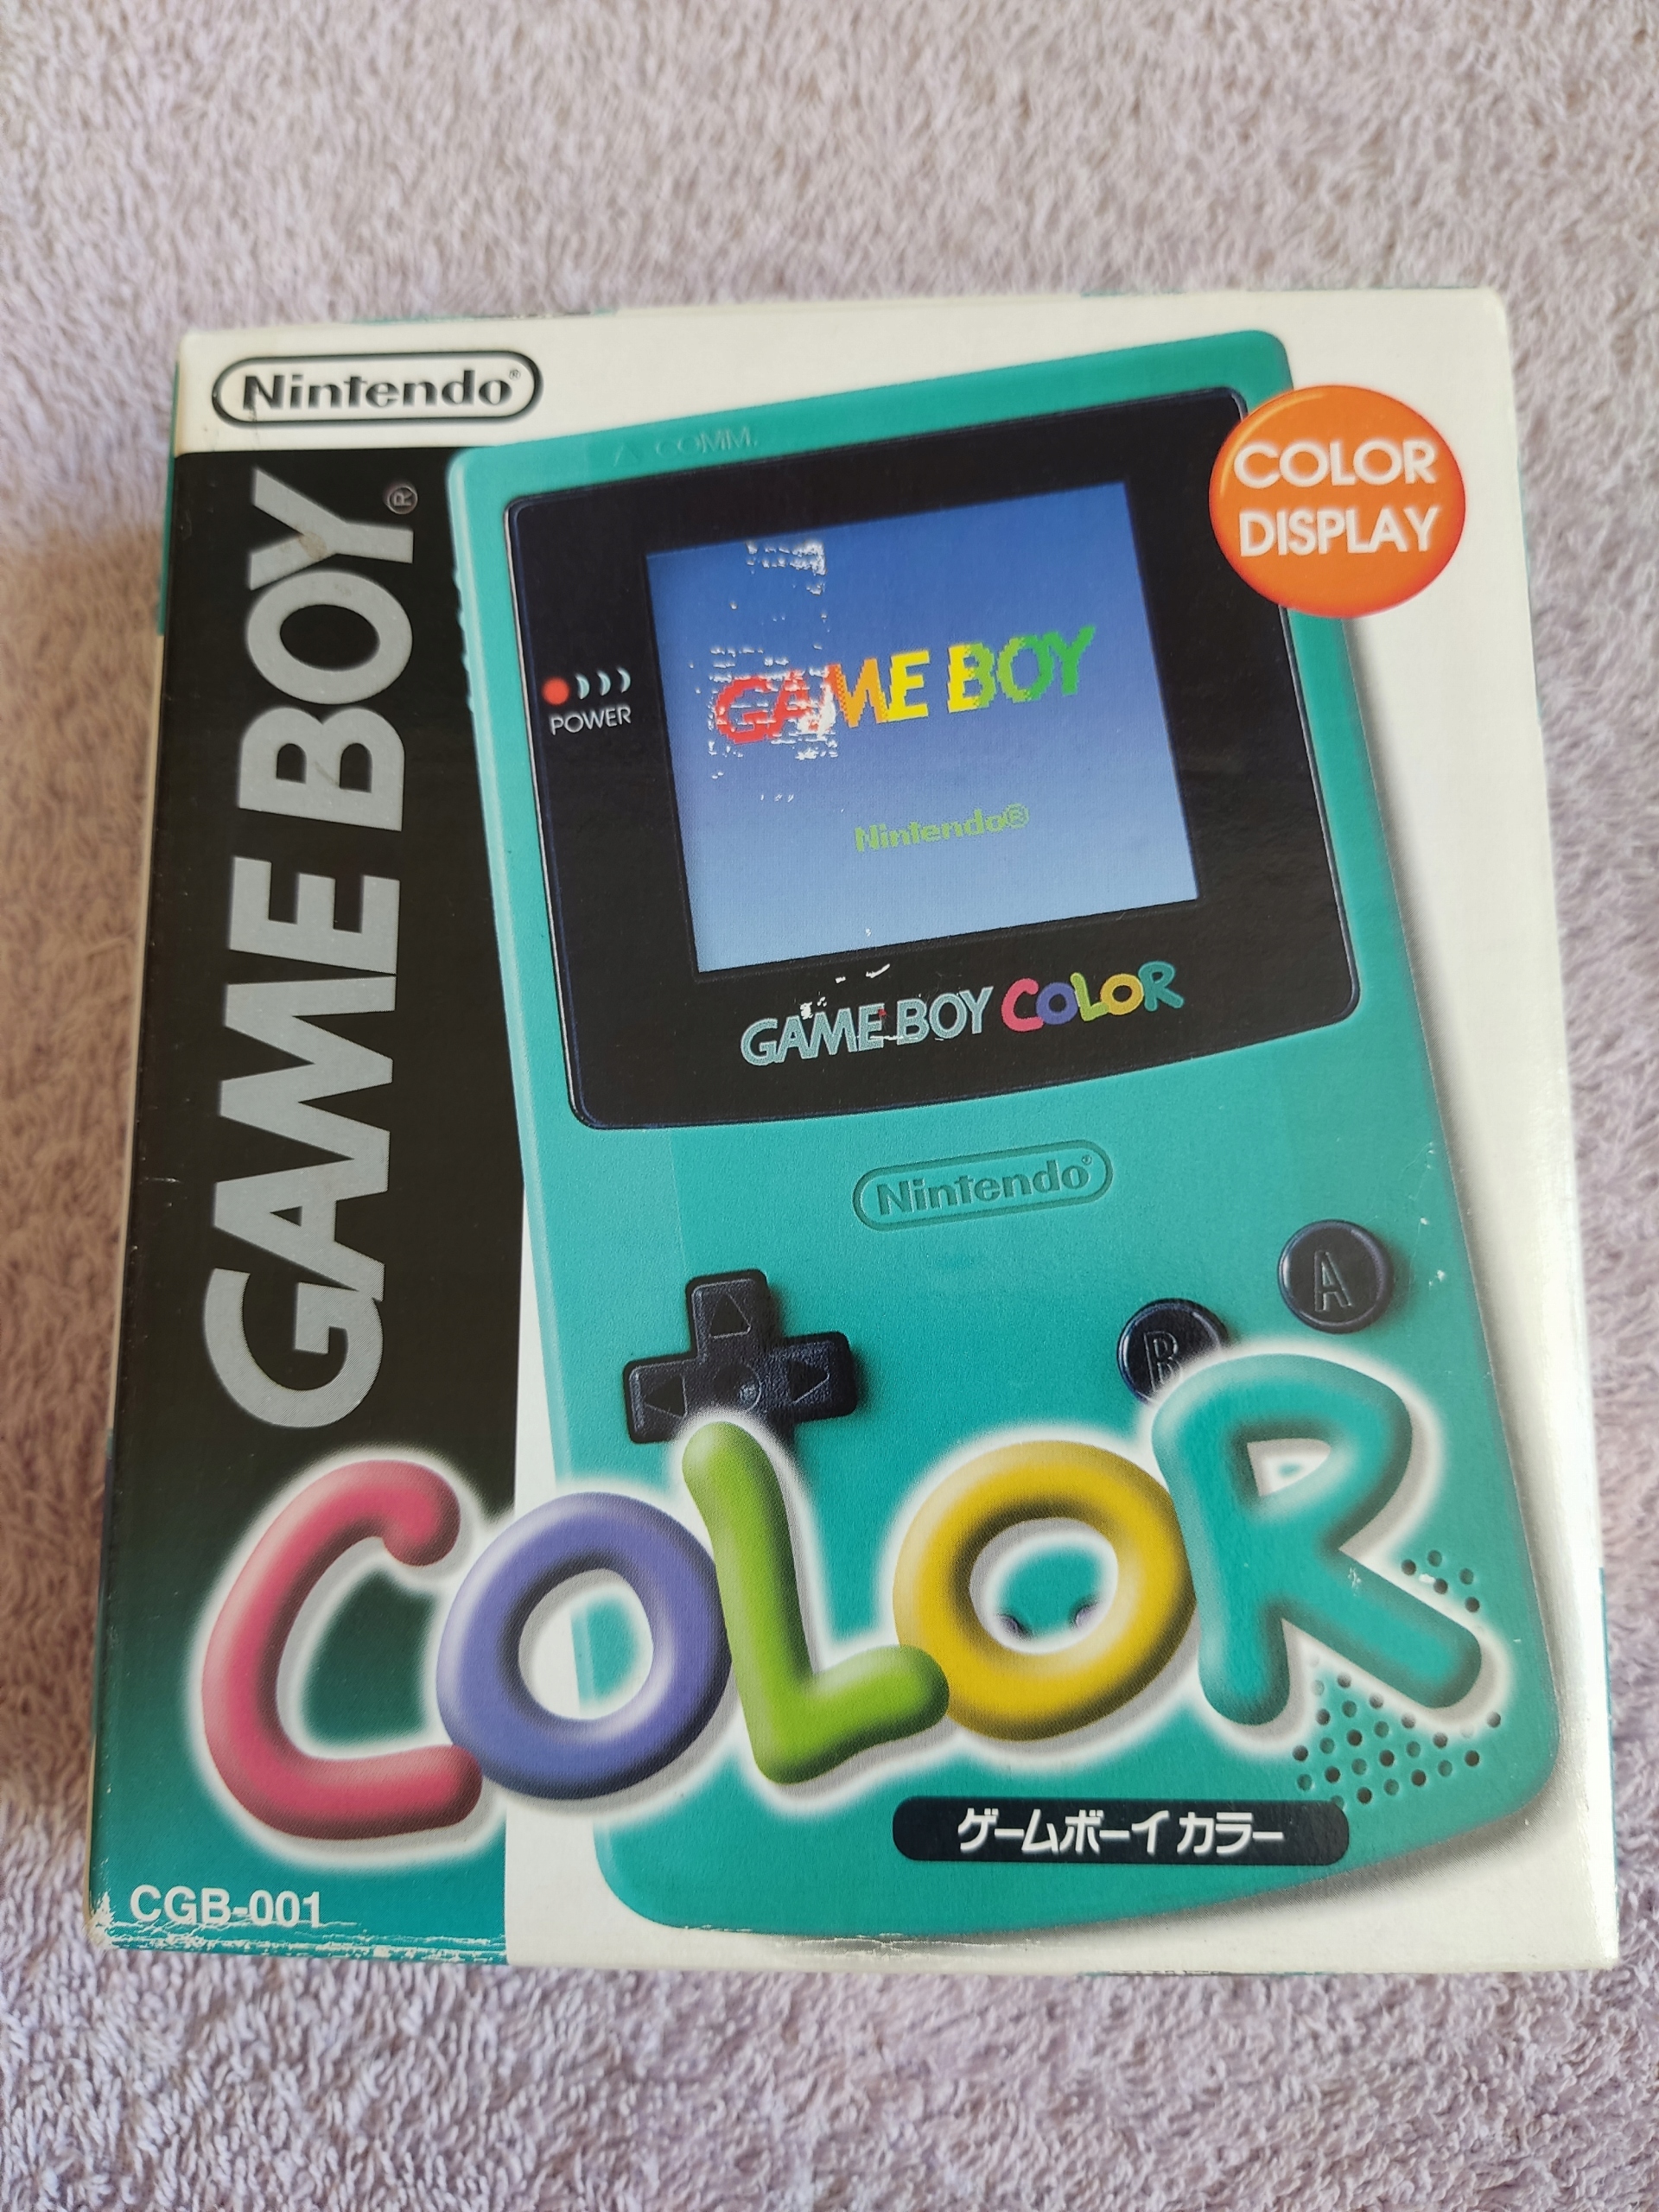 Nintendo®
GAME BOY®
COLOR
DISPLAY
COMM.
POWER
GAME BOY
Nintendo®
GAME BOY COLOR
Nintendo®
A
B
COLOR
ゲームボーイ カラー
CGB-001